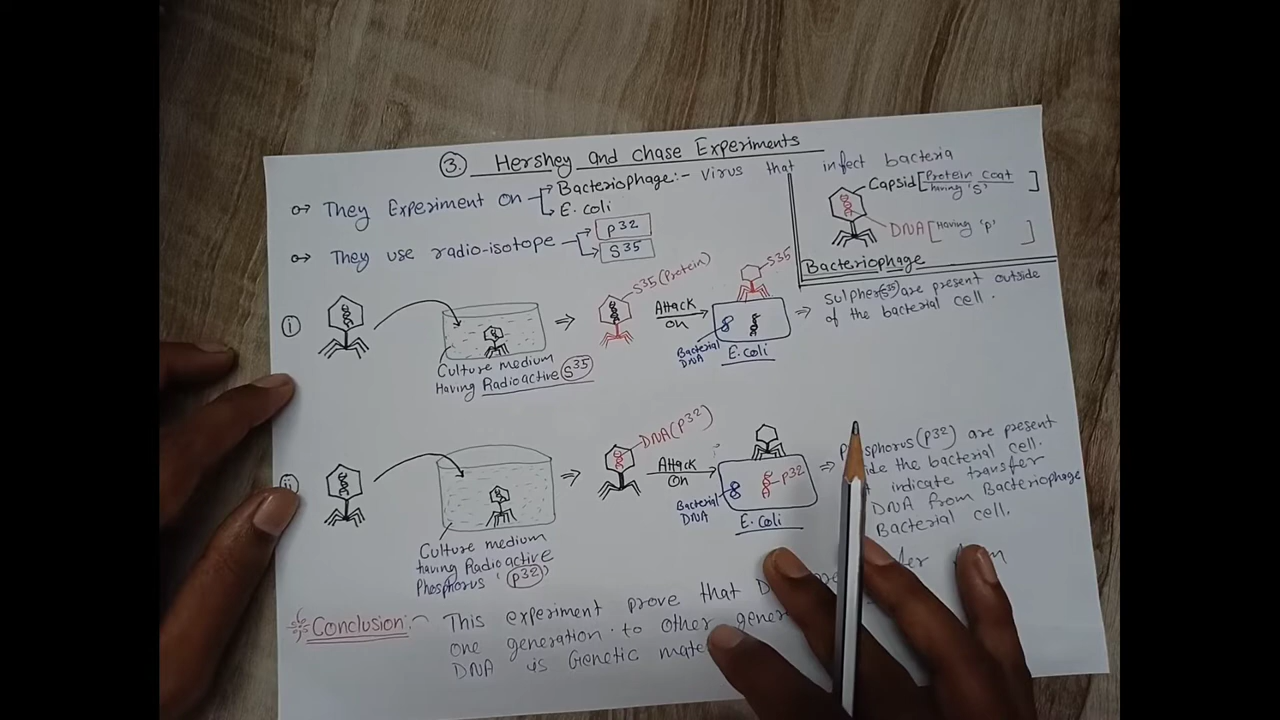 3. Hershey and chase Experiments
They Experiment on
Bacteriophage:- Virus that infect bacteria
E. coli
They use radio-isotope
P32
S35
Capsid [Protein coat having 'S']
DNA [Having 'P']
Bacteriophage
i
Culture medium
Having Radioactive S35
S35 (Protein)
Attack
on
S35
Bacterial
DNA
E. coli
Sulpher(S35) are present outside
of the bacterial cell.
ii
Culture medium
having Radioactive
Phosphorus 'P32'
DNA (P32)
Attack
on
P32
Bacterial
DNA
E. coli
(P32) are present
the bacterial cell.
indicate transfer
DNA from Bacteriophage
Bacterial cell.
Conclusion:- This experiment prove that
one generation to other
DNA is Genetic